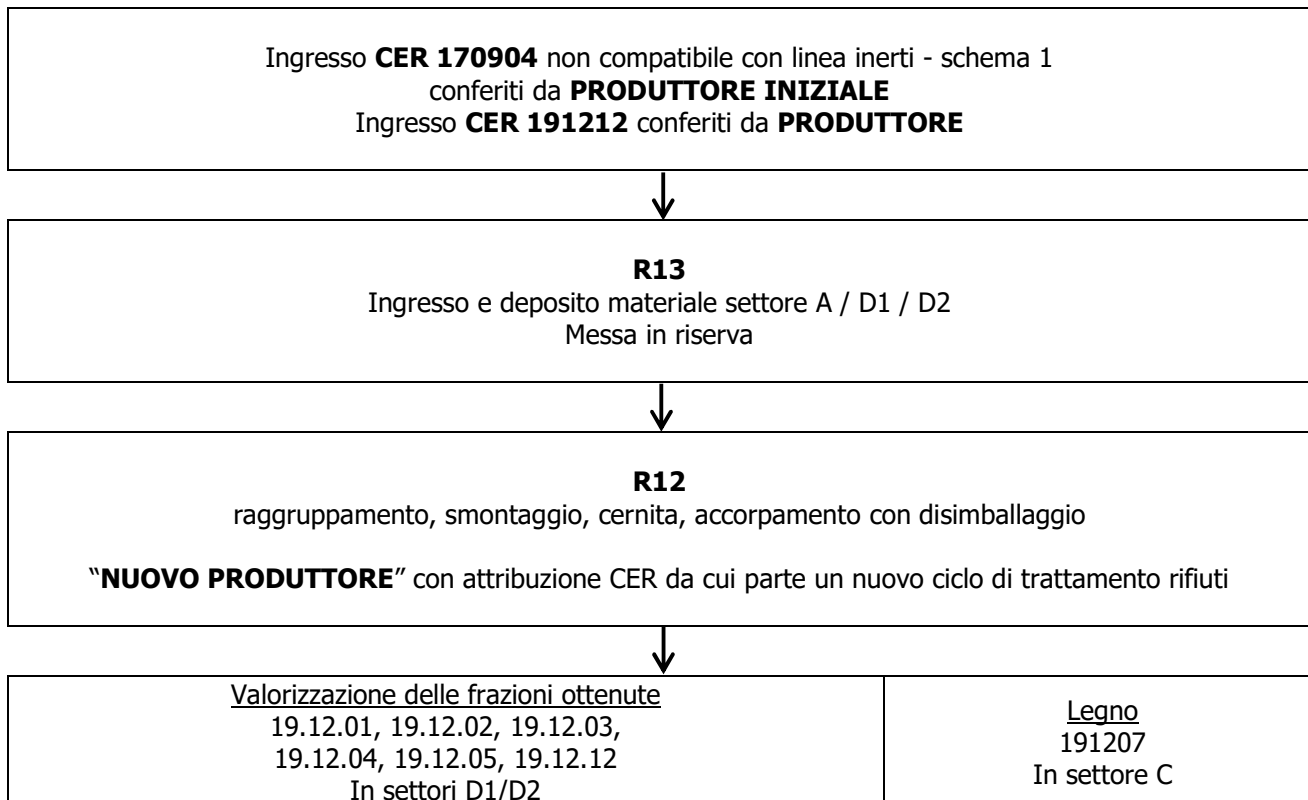 Ingresso CER 170904 non compatibile con linea inerti - schema 1
conferiti da PRODUTTORE INIZIALE
Ingresso CER 191212 conferiti da PRODUTTORE
R13
Ingresso e deposito materiale settore A / D1 / D2
Messa in riserva
R12
raggruppamento, smontaggio, cernita, accorpamento con disimballaggio
“NUOVO PRODUTTORE” con attribuzione CER da cui parte un nuovo ciclo di trattamento rifiuti
Valorizzazione delle frazioni ottenute
19.12.01, 19.12.02, 19.12.03,
19.12.04, 19.12.05, 19.12.12
In settori D1/D2
Legno
191207
In settore C